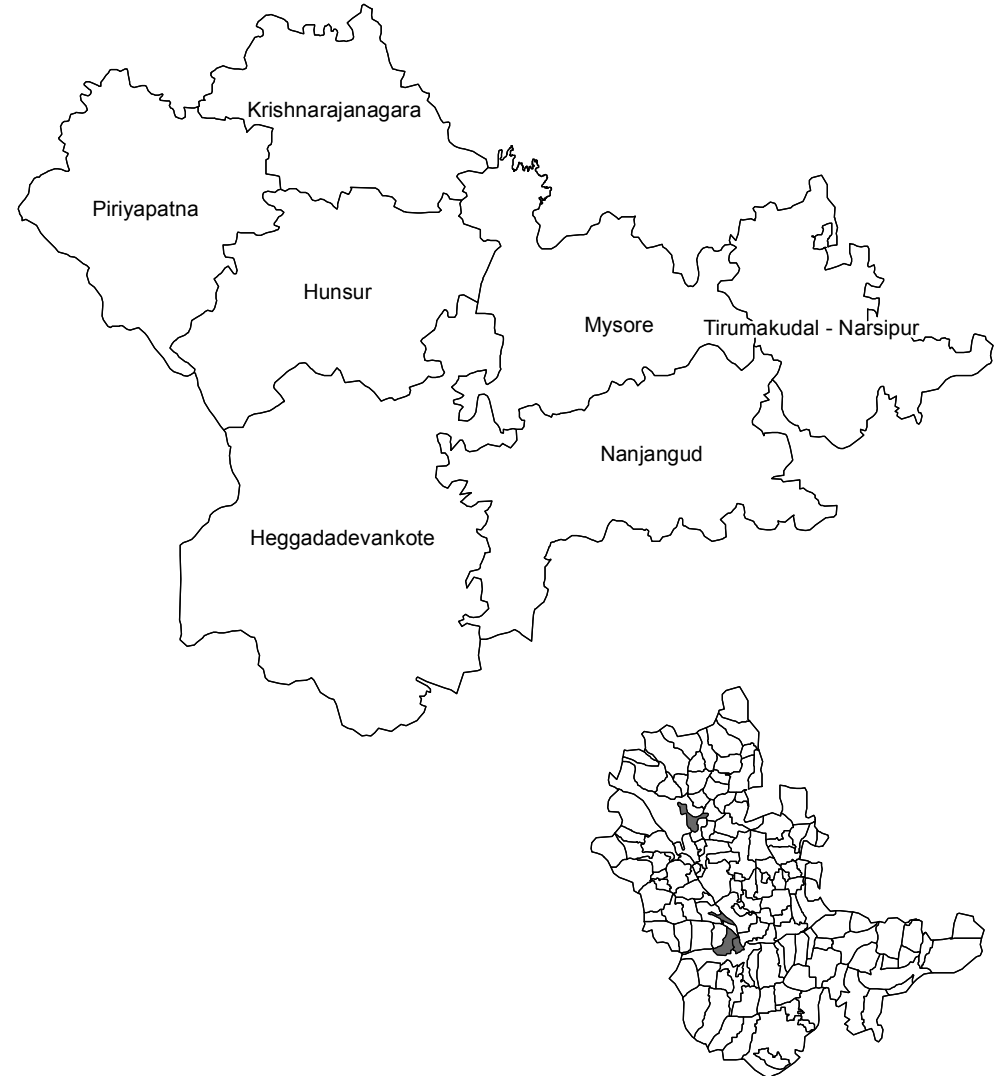 Krishnarajanagara
Piriyapatna
Hunsur
Mysore
Tirumakudal - Narsipur
Nanjangud
Heggadadevankote